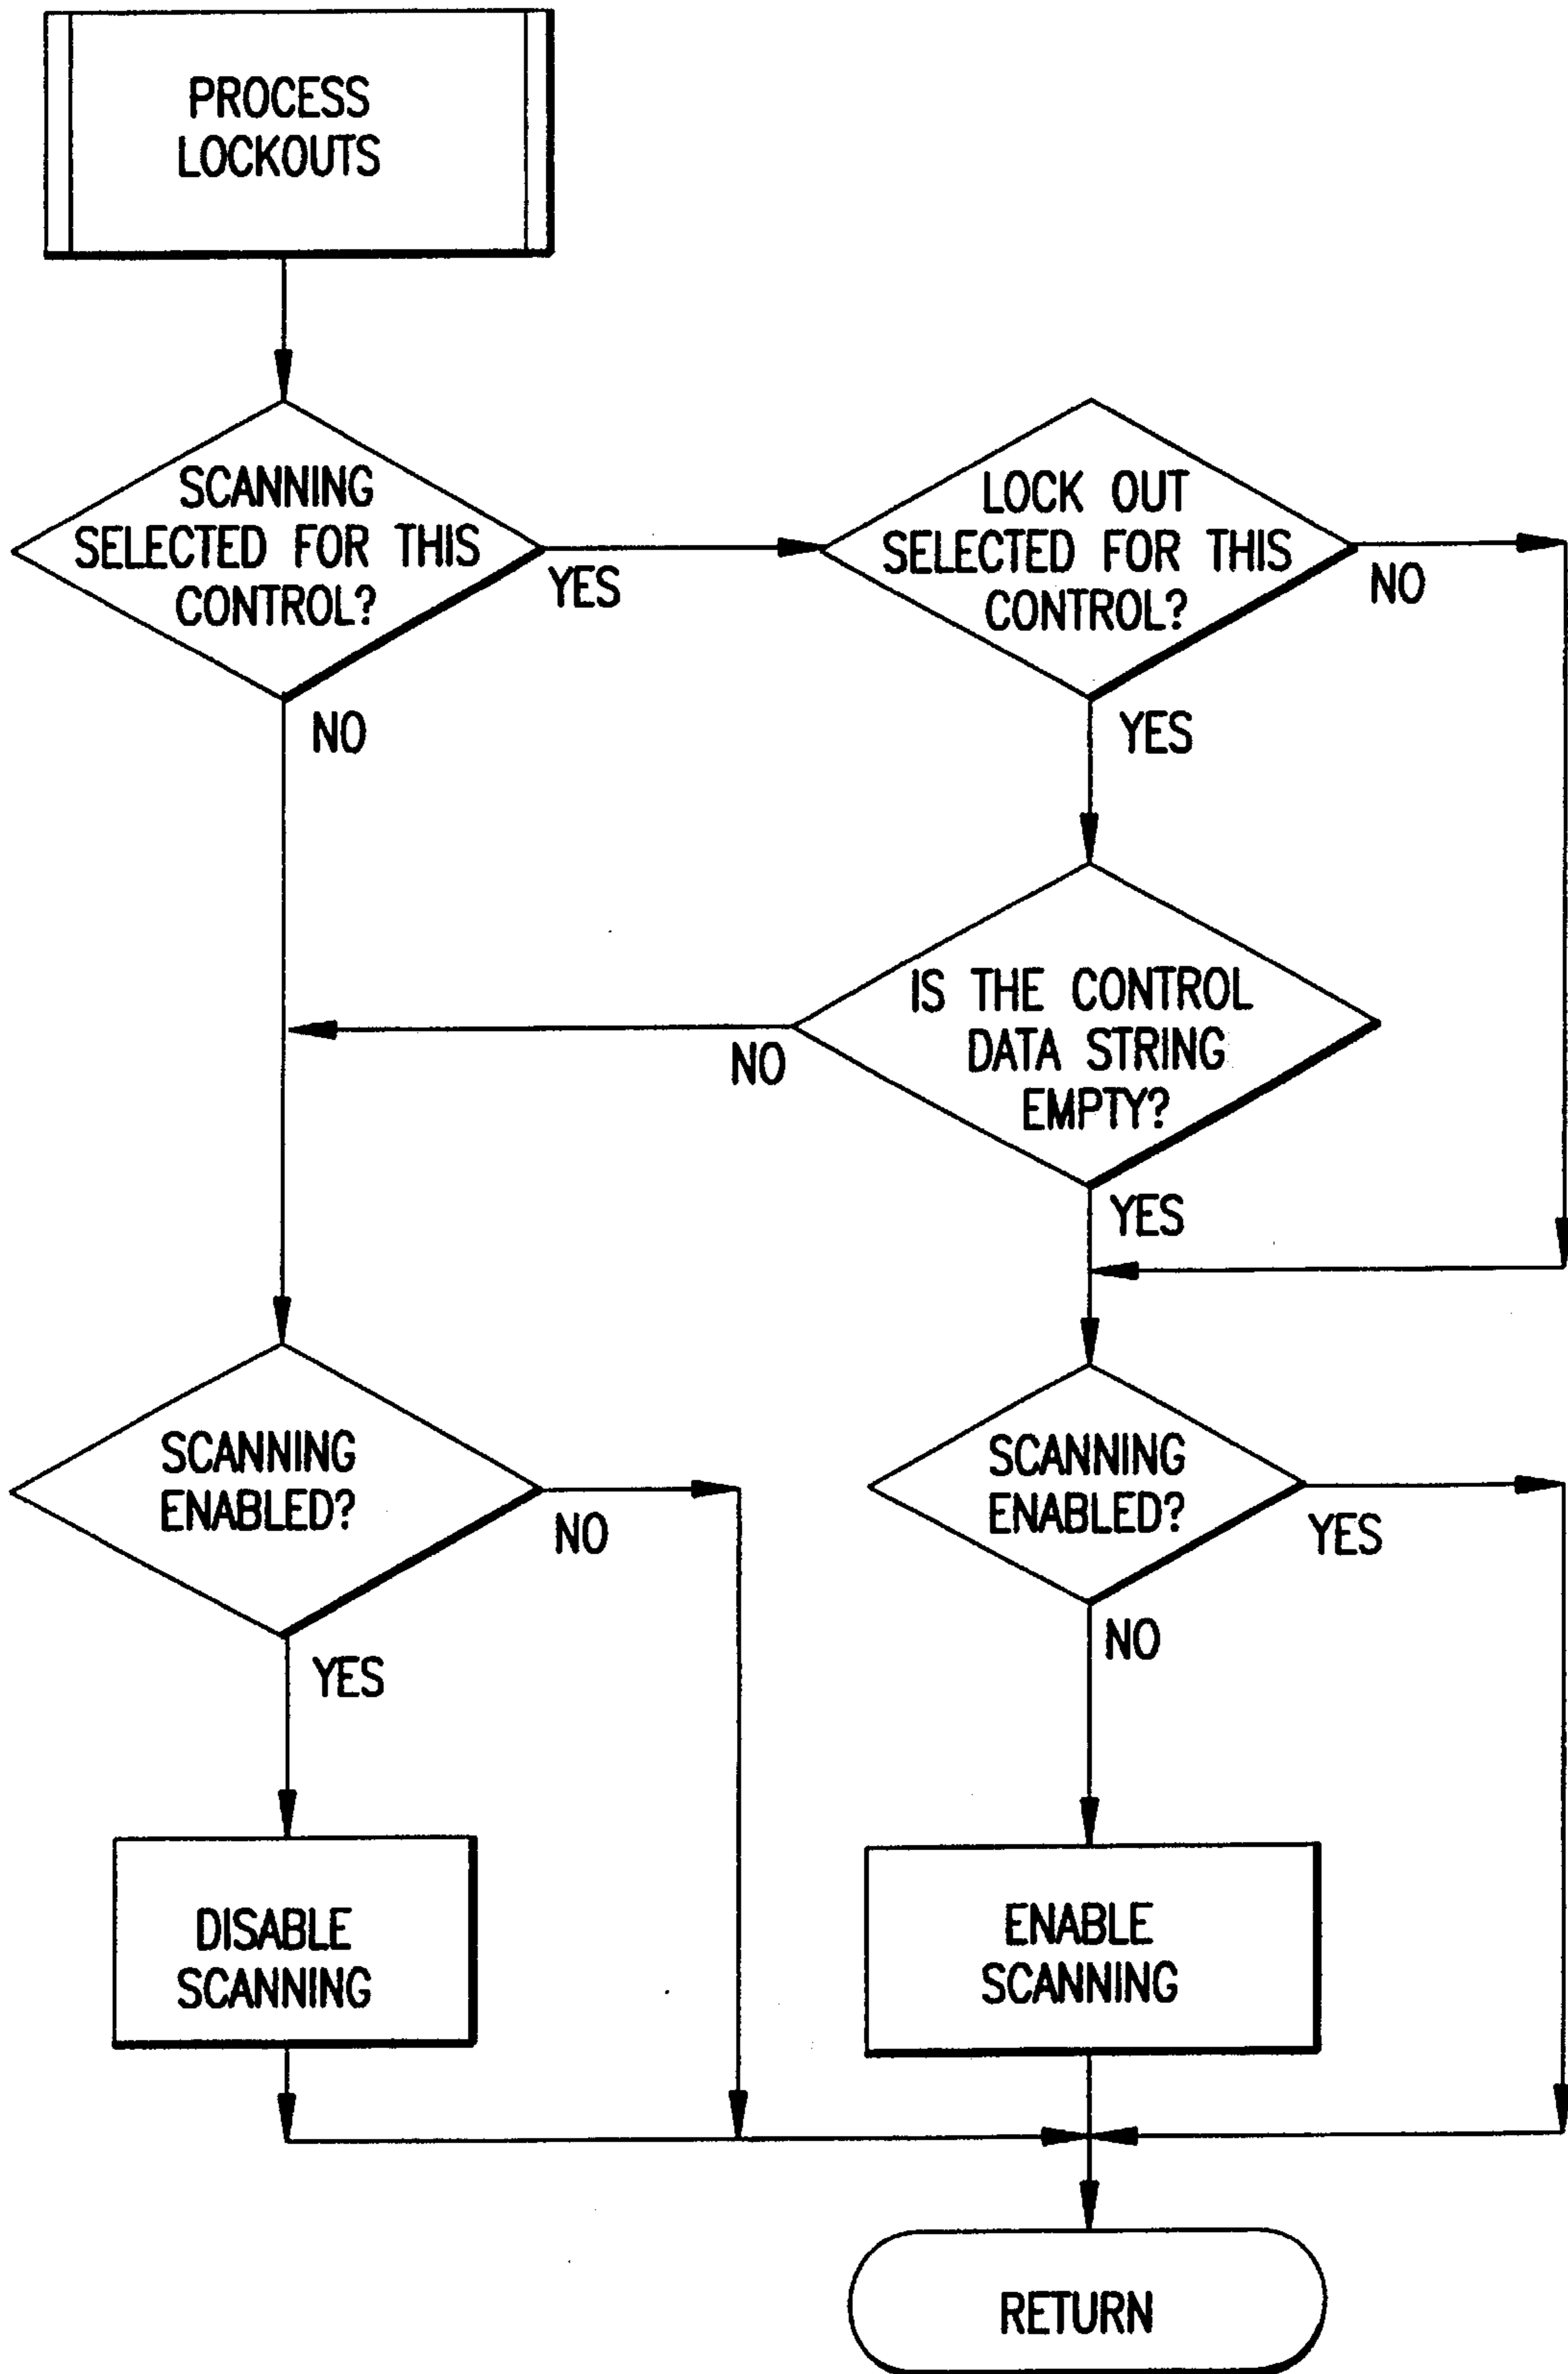 PROCESS
LOCKOUTS
SCANNING
SELECTED FOR THIS
CONTROL?
YES
NO
LOCK OUT
SELECTED FOR THIS
CONTROL?
NO
YES
IS THE CONTROL
DATA STRING
EMPTY?
NO
YES
SCANNING
ENABLED?
NO
YES
SCANNING
ENABLED?
YES
NO
DISABLE
SCANNING
ENABLE
SCANNING
RETURN